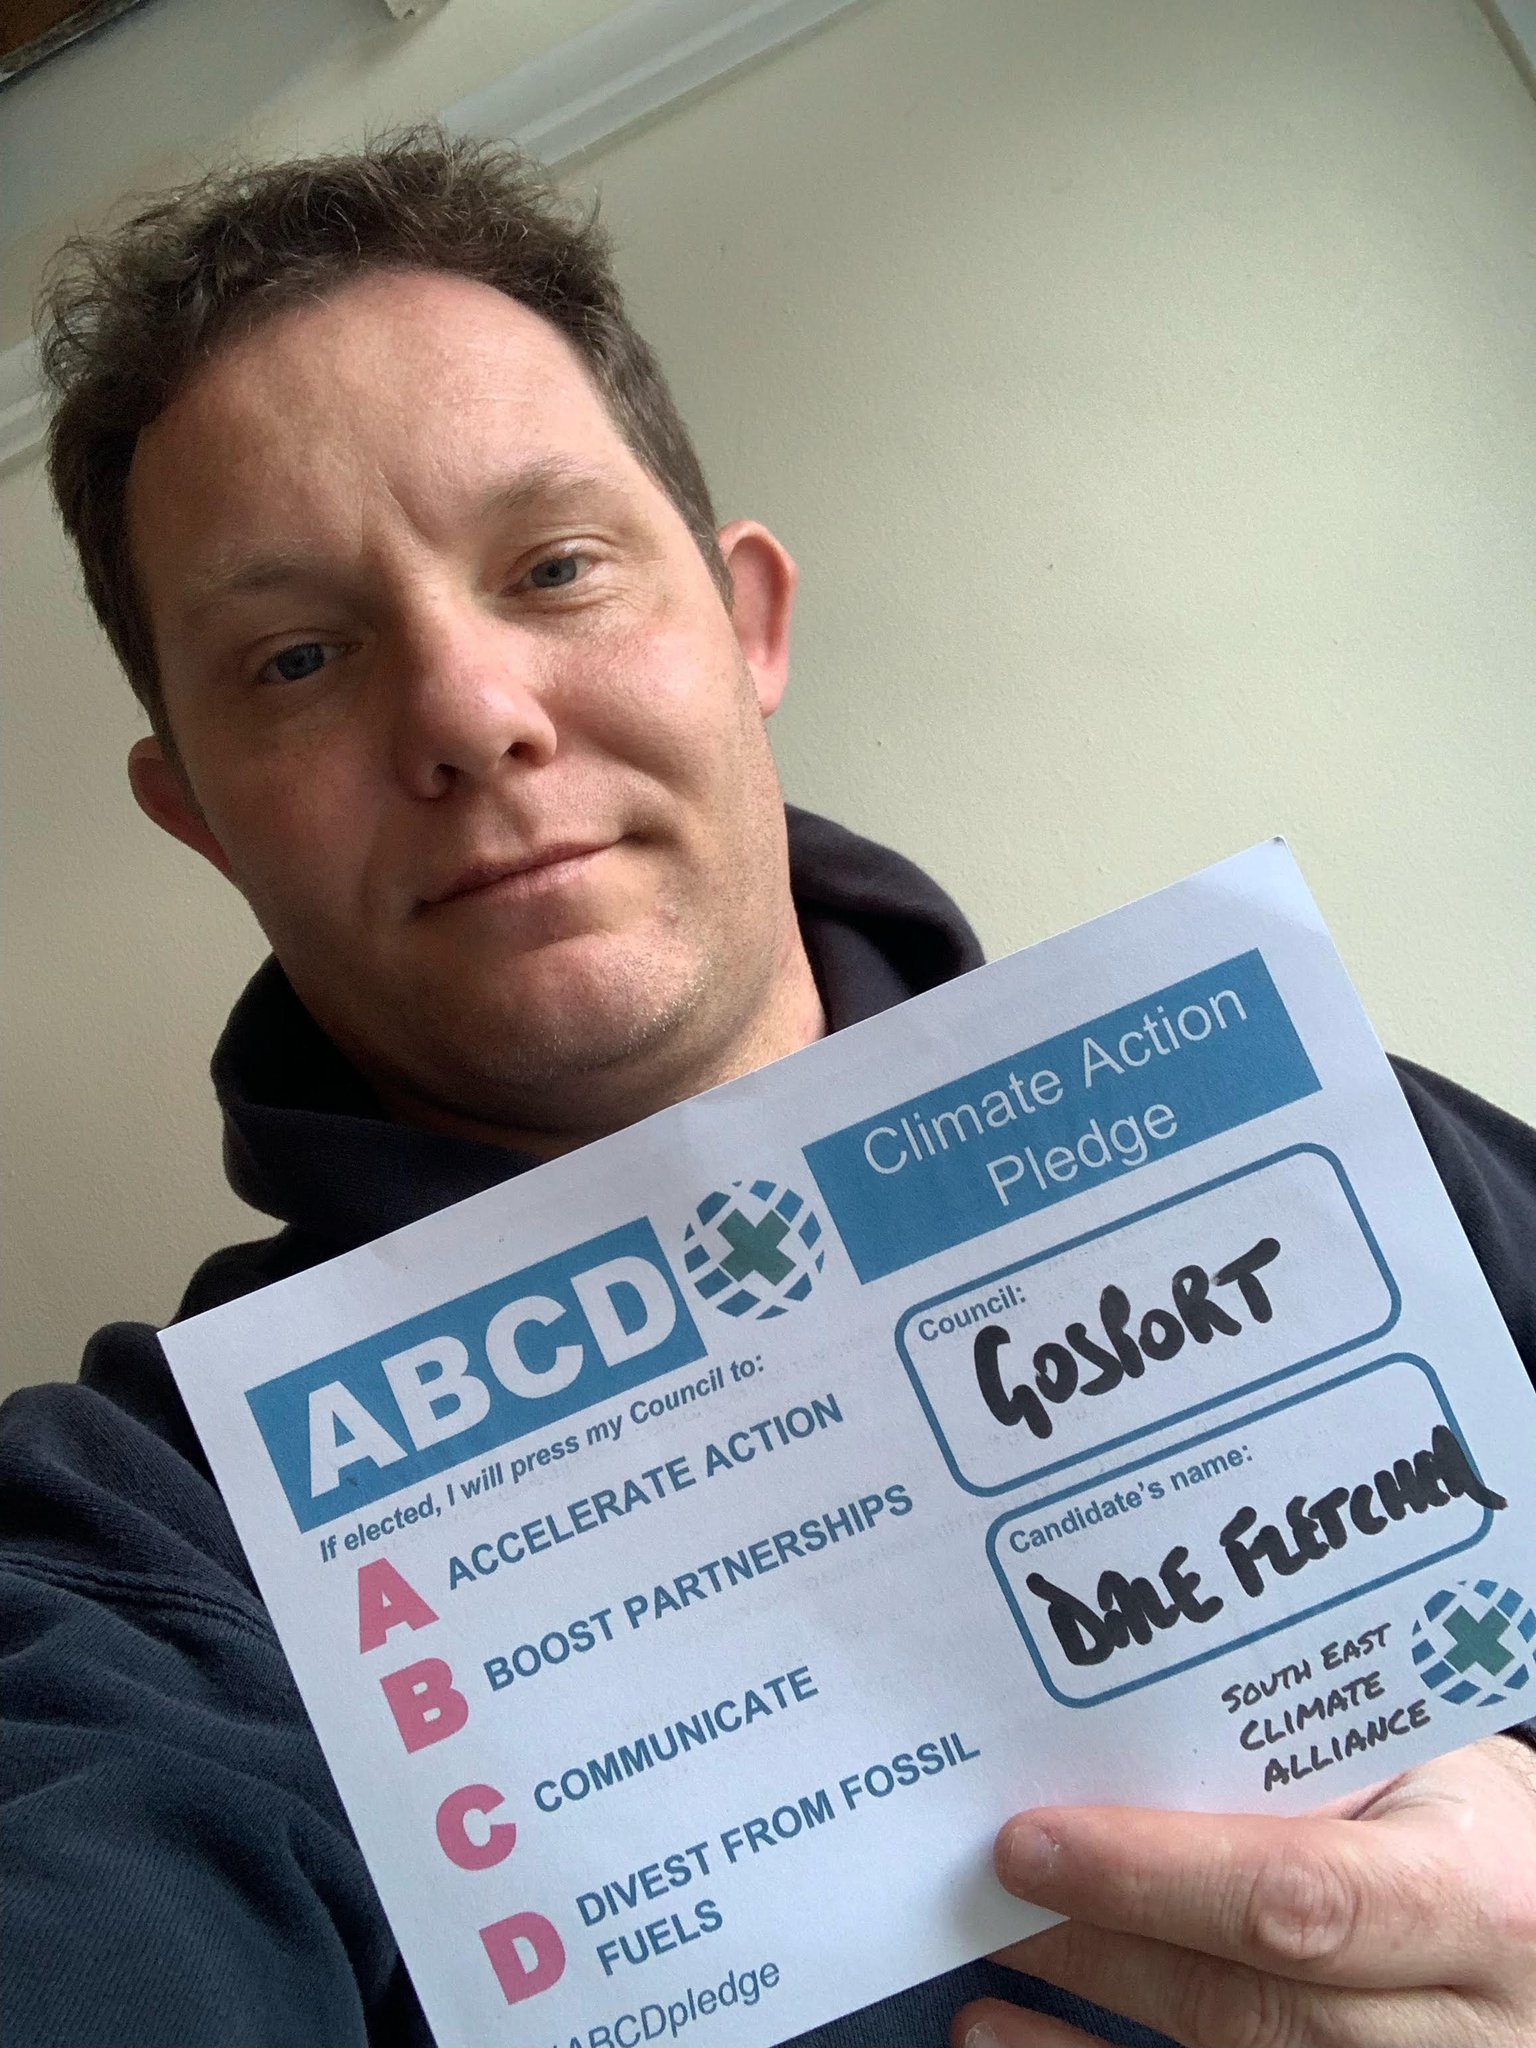 ABCD
Climate Action
Pledge
If elected, I will press my Council to:
A ACCELERATE ACTION
B BOOST PARTNERSHIPS
C COMMUNICATE
D DIVEST FROM FOSSIL
FUELS
#ABCDpledge
Council:
GOSPORT
Candidate's name:
DALE FLETCHER
SOUTH EAST
CLIMATE
ALLIANCE